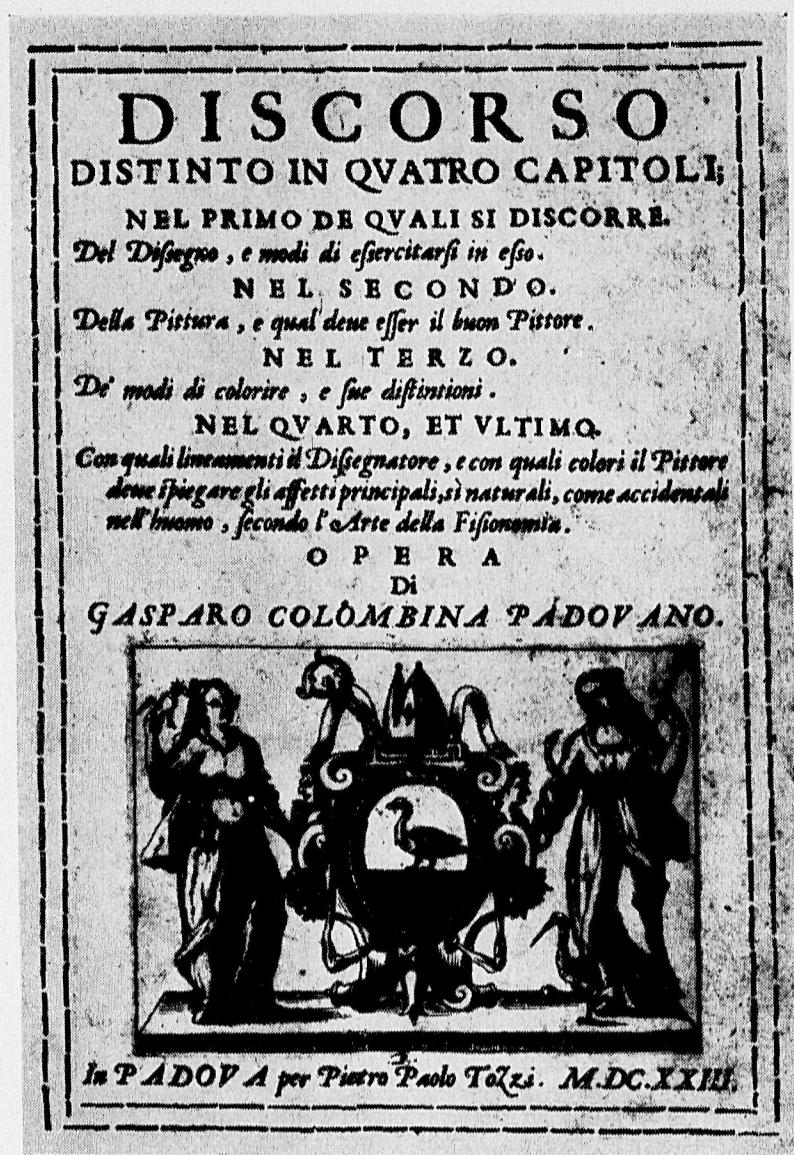 DISCORSO
DISTINTO IN QVATRO CAPITOLI;
NEL PRIMO DE QVALI SI DISCORRE.
Del Dißegno, e modi di eßercitarsi in eßo.
NEL SECONDO.
Della Pittura, e qual deue eſſer il buon Pittore.
NEL TERZO.
De' modi di colorire, e ſue diſtintioni.
NEL QVARTO, ET VLTIMO.
Con quali lineamenti il Dißegnatore, e con quali colori il Pittore
deue ſpiegare gli affetti principali, sì naturali, come accidentali
nell'huomo, ſecondo l'Arte della Fiſionomia.
OPERA
Di
GASPARO COLOMBINA PADOVANO.
In PADOVA per Pietro Paolo Tozzi. M.DC.XXIII.